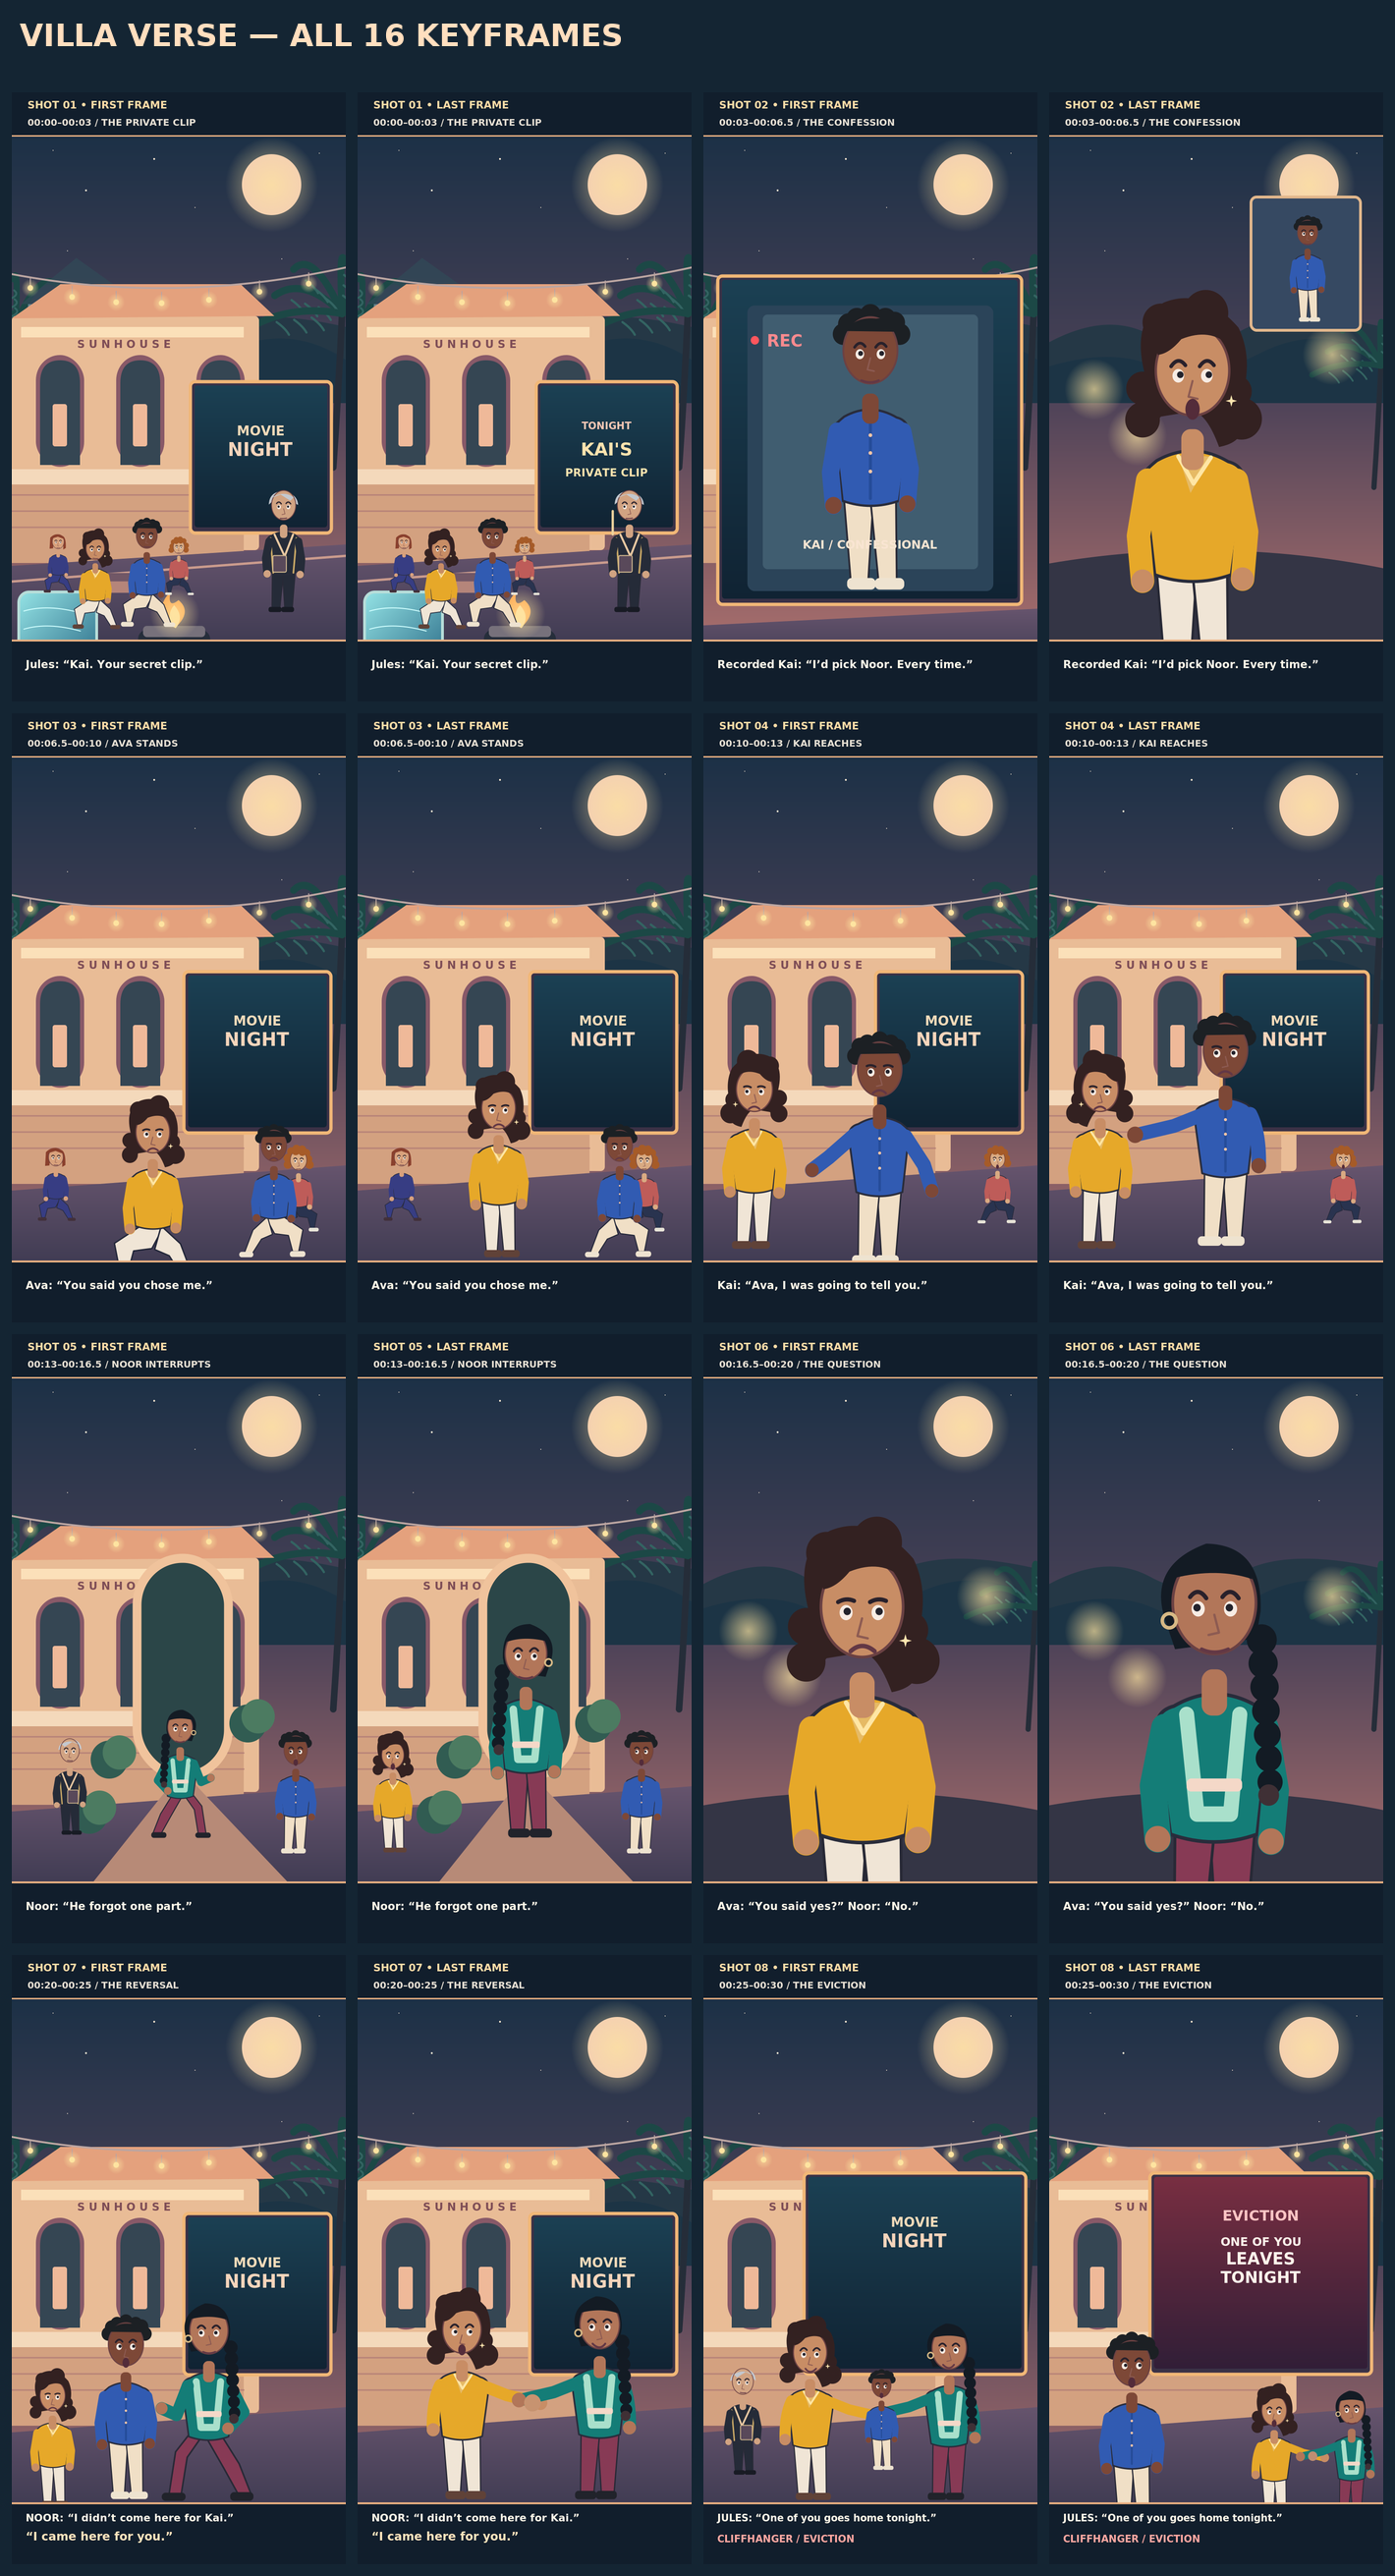 VILLA VERSE — ALL 16 KEYFRAMES
SHOT 01 • FIRST FRAME
00:00–00:03 / THE PRIVATE CLIP
SUNHOUSE
MOVIE
NIGHT
Jules: “Kai. Your secret clip.”
SHOT 01 • LAST FRAME
00:00–00:03 / THE PRIVATE CLIP
SUNHOUSE
TONIGHT
KAI'S
PRIVATE CLIP
Jules: “Kai. Your secret clip.”
SHOT 02 • FIRST FRAME
00:03–00:06.5 / THE CONFESSION
REC
KAI / CONFESSIONAL
Recorded Kai: “I’d pick Noor. Every time.”
SHOT 02 • LAST FRAME
00:03–00:06.5 / THE CONFESSION
Recorded Kai: “I’d pick Noor. Every time.”
SHOT 03 • FIRST FRAME
00:06.5–00:10 / AVA STANDS
SUNHOUSE
MOVIE
NIGHT
Ava: “You said you chose me.”
SHOT 03 • LAST FRAME
00:06.5–00:10 / AVA STANDS
SUNHOUSE
MOVIE
NIGHT
Ava: “You said you chose me.”
SHOT 04 • FIRST FRAME
00:10–00:13 / KAI REACHES
SUNHOUSE
MOVIE
NIGHT
Kai: “Ava, I was going to tell you.”
SHOT 04 • LAST FRAME
00:10–00:13 / KAI REACHES
SUNHOUSE
MOVIE
NIGHT
Kai: “Ava, I was going to tell you.”
SHOT 05 • FIRST FRAME
00:13–00:16.5 / NOOR INTERRUPTS
SUNHO
Noor: “He forgot one part.”
SHOT 05 • LAST FRAME
00:13–00:16.5 / NOOR INTERRUPTS
SUNHO
Noor: “He forgot one part.”
SHOT 06 • FIRST FRAME
00:16.5–00:20 / THE QUESTION
Ava: “You said yes?” Noor: “No.”
SHOT 06 • LAST FRAME
00:16.5–00:20 / THE QUESTION
Ava: “You said yes?” Noor: “No.”
SHOT 07 • FIRST FRAME
00:20–00:25 / THE REVERSAL
SUNHOUSE
MOVIE
NIGHT
NOOR: “I didn’t come here for Kai.”
“I came here for you.”
SHOT 07 • LAST FRAME
00:20–00:25 / THE REVERSAL
SUNHOUSE
MOVIE
NIGHT
NOOR: “I didn’t come here for Kai.”
“I came here for you.”
SHOT 08 • FIRST FRAME
00:25–00:30 / THE EVICTION
SUN
MOVIE
NIGHT
JULES: “One of you goes home tonight.”
CLIFFHANGER / EVICTION
SHOT 08 • LAST FRAME
00:25–00:30 / THE EVICTION
SUN
EVICTION
ONE OF YOU
LEAVES
TONIGHT
JULES: “One of you goes home tonight.”
CLIFFHANGER / EVICTION